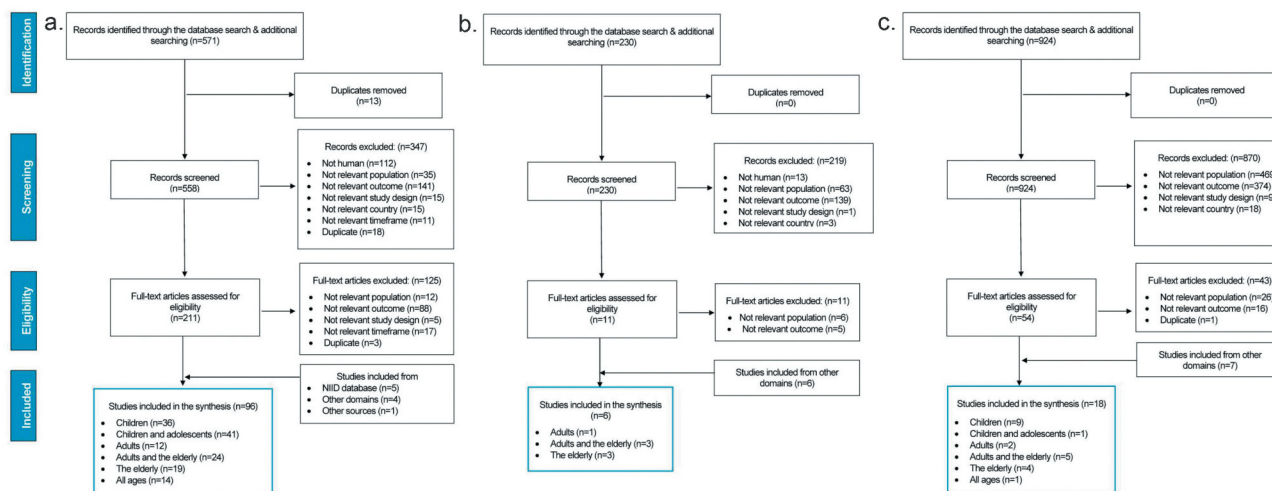 Identification
Screening
Eligibility
Included
a.
Records identified through the database search & additional
searching (n=571)
Duplicates removed
(n=13)
Records screened
(n=558)
Records excluded: (n=347)
• Not human (n=112)
• Not relevant population (n=35)
• Not relevant outcome (n=141)
• Not relevant study design (n=15)
• Not relevant country (n=15)
• Not relevant timeframe (n=11)
• Duplicate (n=18)
Full-text articles assessed for
eligibility
(n=211)
Full-text articles excluded: (n=125)
• Not relevant population (n=12)
• Not relevant outcome (n=88)
• Not relevant study design (n=5)
• Not relevant timeframe (n=17)
• Duplicate (n=3)
Studies included from
• NIID database (n=5)
• Other domains (n=4)
• Other sources (n=1)
Studies included in the synthesis (n=96)
• Children (n=36)
• Children and adolescents (n=41)
• Adults (n=12)
• Adults and the elderly (n=24)
• The elderly (n=19)
• All ages (n=14)
b.
Records identified through the database search & additional
searching (n=230)
Duplicates removed
(n=0)
Records screened
(n=230)
Records excluded: (n=219)
• Not human (n=13)
• Not relevant population (n=63)
• Not relevant outcome (n=139)
• Not relevant study design (n=1)
• Not relevant country (n=3)
Full-text articles assessed for
eligibility
(n=11)
Full-text articles excluded: (n=11)
• Not relevant population (n=6)
• Not relevant outcome (n=5)
Studies included from other
domains (n=6)
Studies included in the synthesis
(n=6)
• Adults (n=1)
• Adults and the elderly (n=3)
• The elderly (n=3)
c.
Records identified through the database search & additional
searching (n=924)
Duplicates removed
(n=0)
Records screened
(n=924)
Records excluded: (n=870)
• Not relevant population (n=469
• Not relevant outcome (n=374)
• Not relevant study design (n=9
• Not relevant country (n=18)
Full-text articles assessed for
eligibility
(n=54)
Full-text articles excluded: (n=43)
• Not relevant population (n=26)
• Not relevant outcome (n=16)
• Duplicate (n=1)
Studies included from other
domains (n=7)
Studies included in the synthesis (n=18)
• Children (n=9)
• Children and adolescents (n=1)
• Adults (n=2)
• Adults and the elderly (n=5)
• The elderly (n=4)
• All ages (n=1)